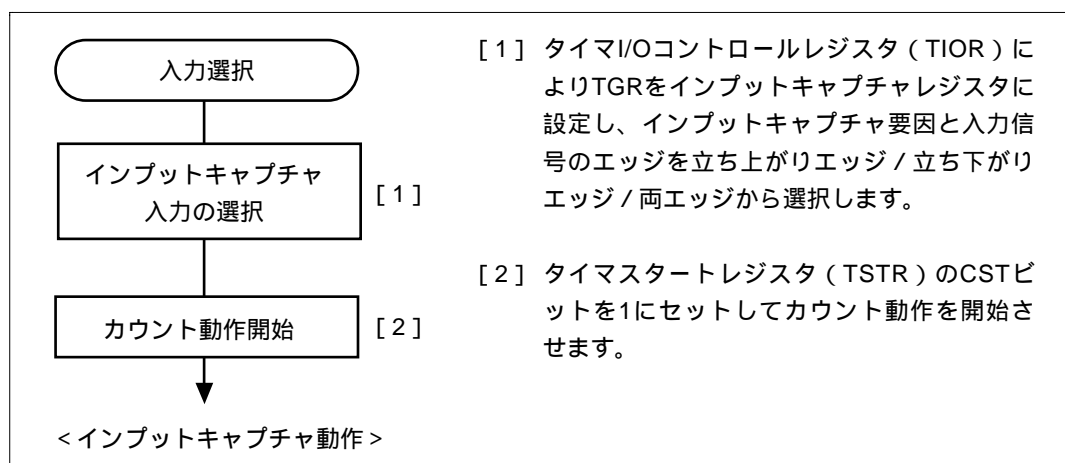 入力選択
インプットキャプチャ
入力の選択
[1]
カウント動作開始
[2]
<インプットキャプチャ動作>
[1] タイマI/Oコントロールレジスタ(TIOR)に
よりTGRをインプットキャプチャレジスタに
設定し、インプットキャプチャ要因と入力信
号のエッジを立ち上がりエッジ/立ち下がり
エッジ/両エッジから選択します。
[2] タイマスタートレジスタ(TSTR)のCSTビ
ットを1にセットしてカウント動作を開始さ
せます。